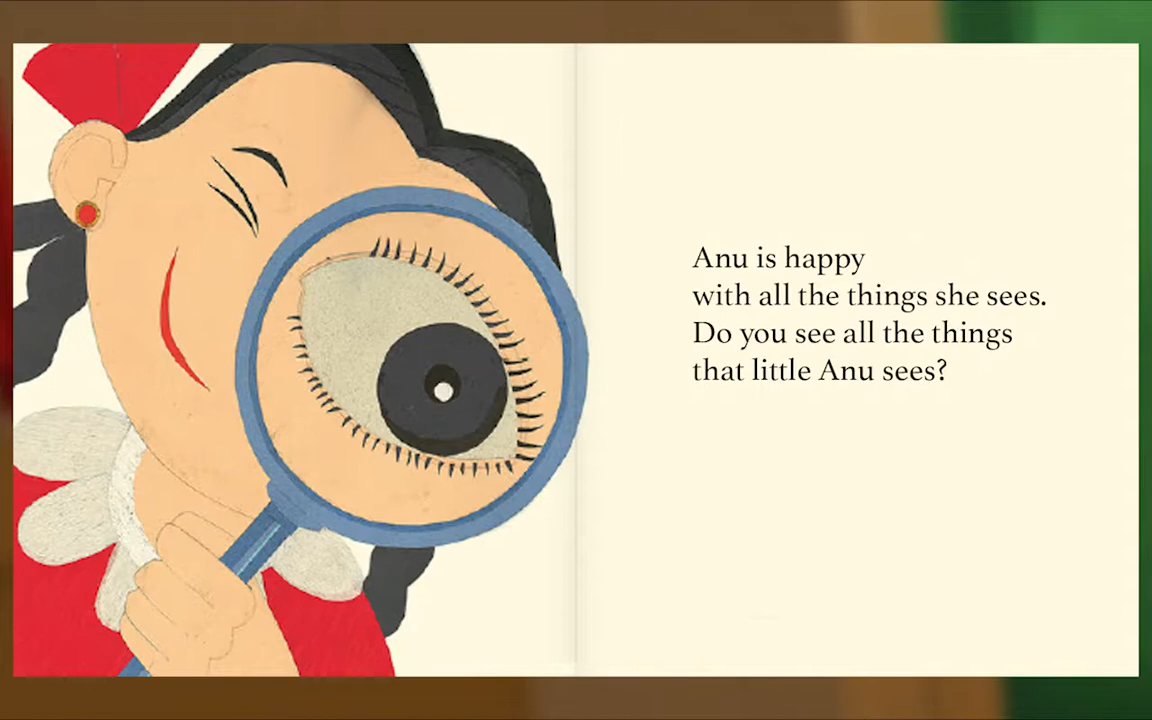 Anu is happy
with all the things she sees.
Do you see all the things
that little Anu sees?